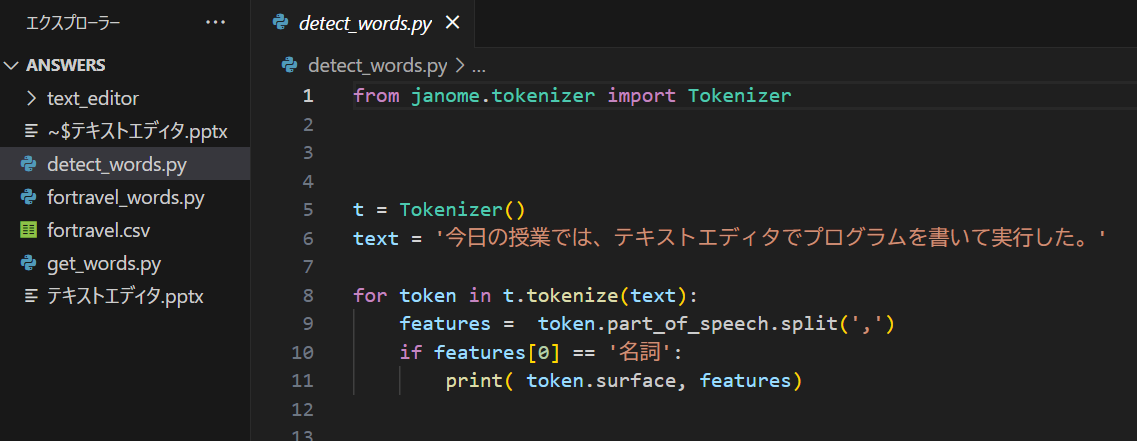 エクスプローラー ···
ANSWERS
text_editor
~$テキストエディタ.pptx
detect_words.py
fortravel_words.py
fortravel.csv
get_words.py
テキストエディタ.pptx
detect_words.py
detect_words.py > ...
1 from janome.tokenizer import Tokenizer
2
3
4
5 t = Tokenizer()
6 text = '今日の授業では、テキストエディタでプログラムを書いて実行した。'
7
8 for token in t.tokenize(text):
9     features =  token.part_of_speech.split(',')
10     if features[0] == '名詞':
11         print( token.surface, features)
12
13